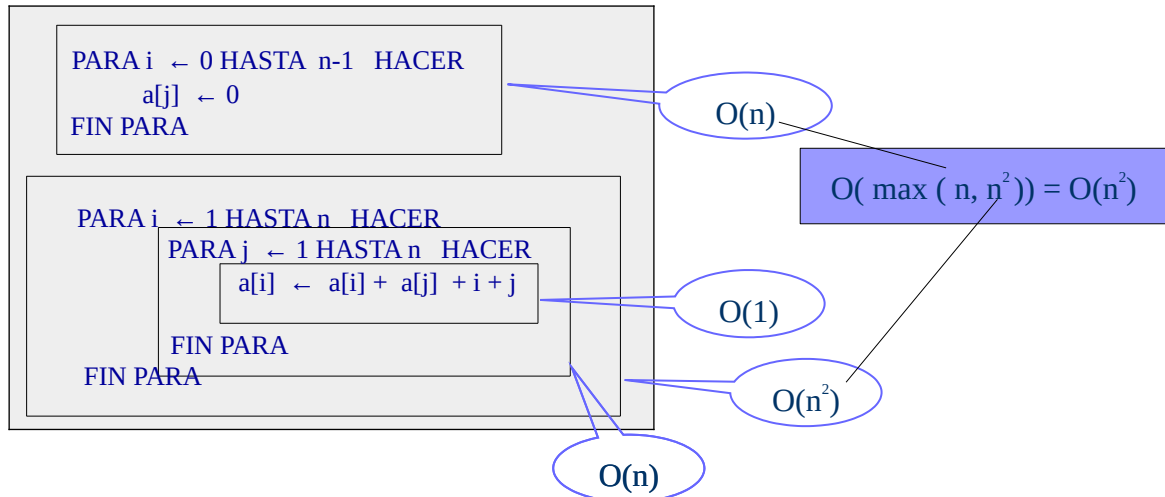 PARA i ← 0 HASTA n-1 HACER
a[j] ← 0
FIN PARA
O(n)
O( max ( n, n²)) = O(n²)
PARA i ← 1 HASTA n HACER
PARA j ← 1 HASTA n HACER
a[i] ← a[i] + a[j] + i + j
O(1)
FIN PARA
FIN PARA
O(n²)
O(n)